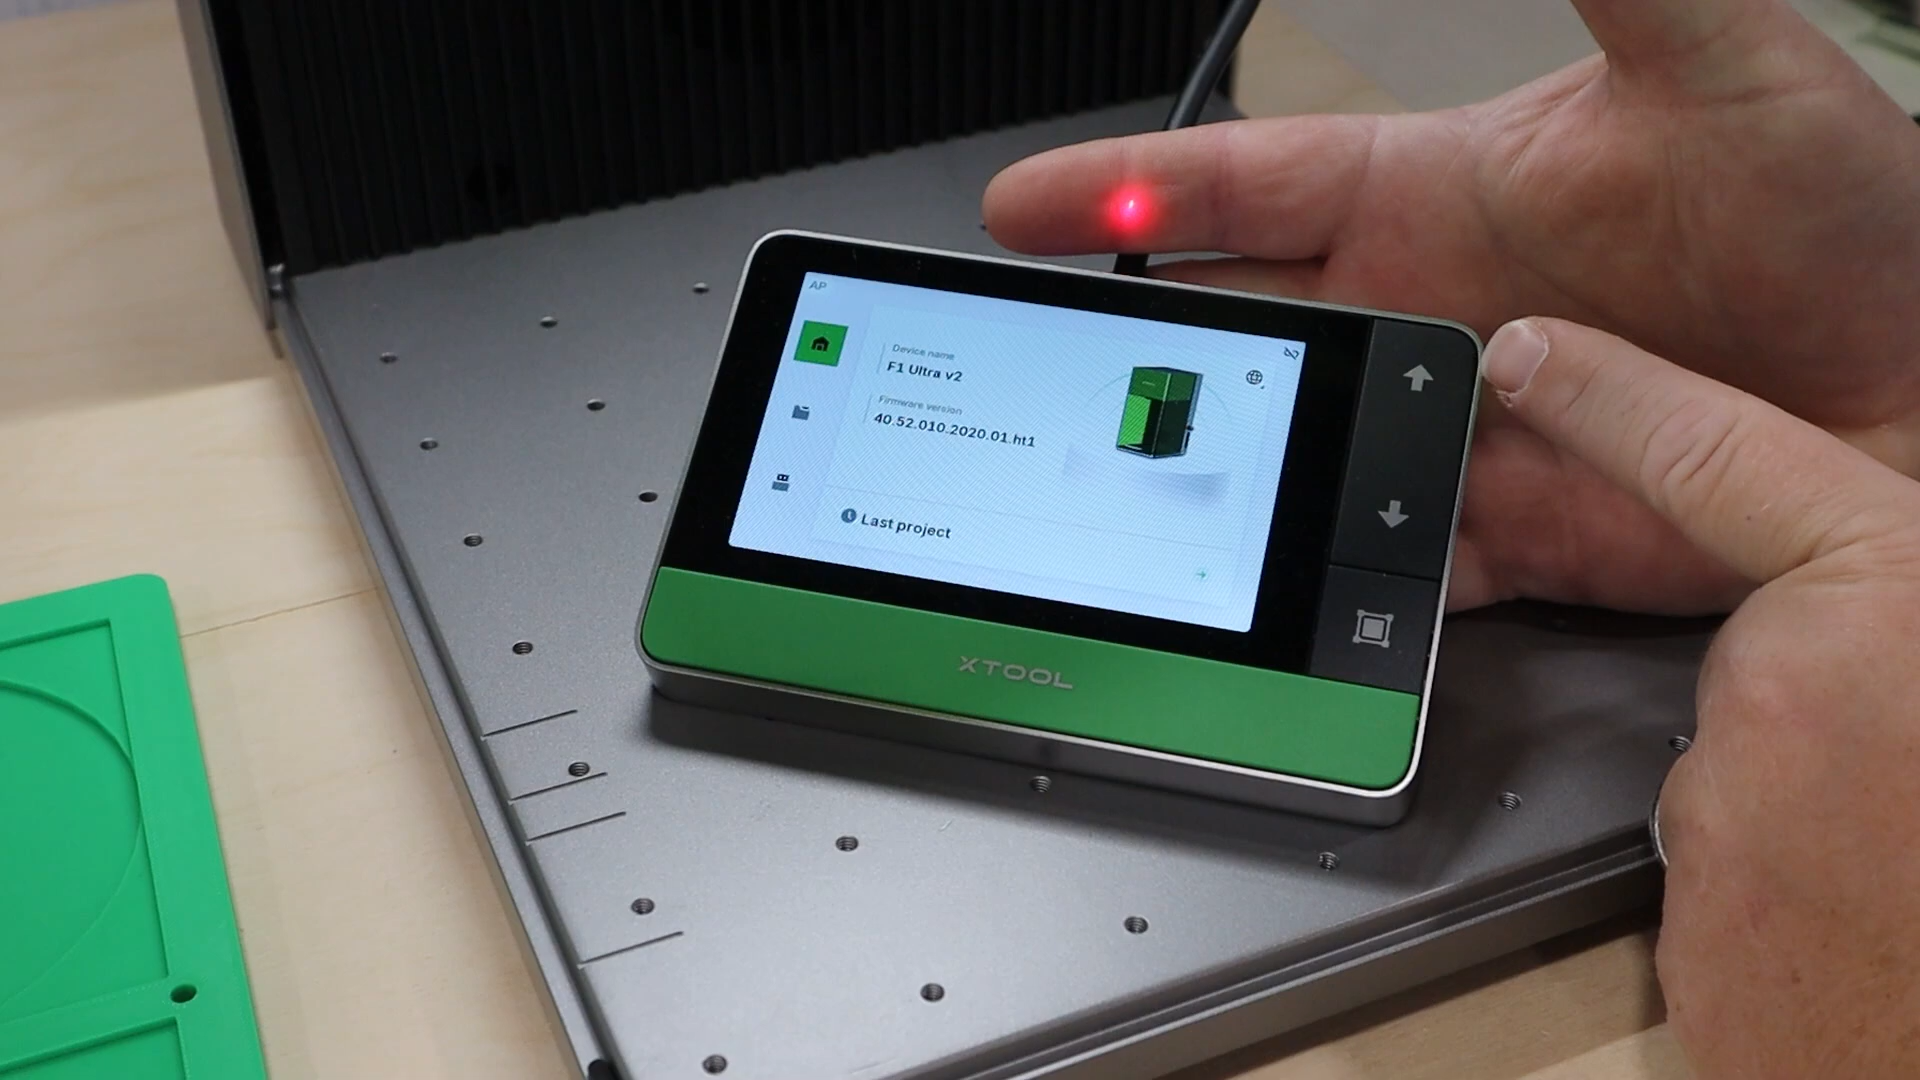 AP
Device name
F1 Ultra v2
Firmware version
40.52.010.2020.01.ht1
Last project
XTOOL